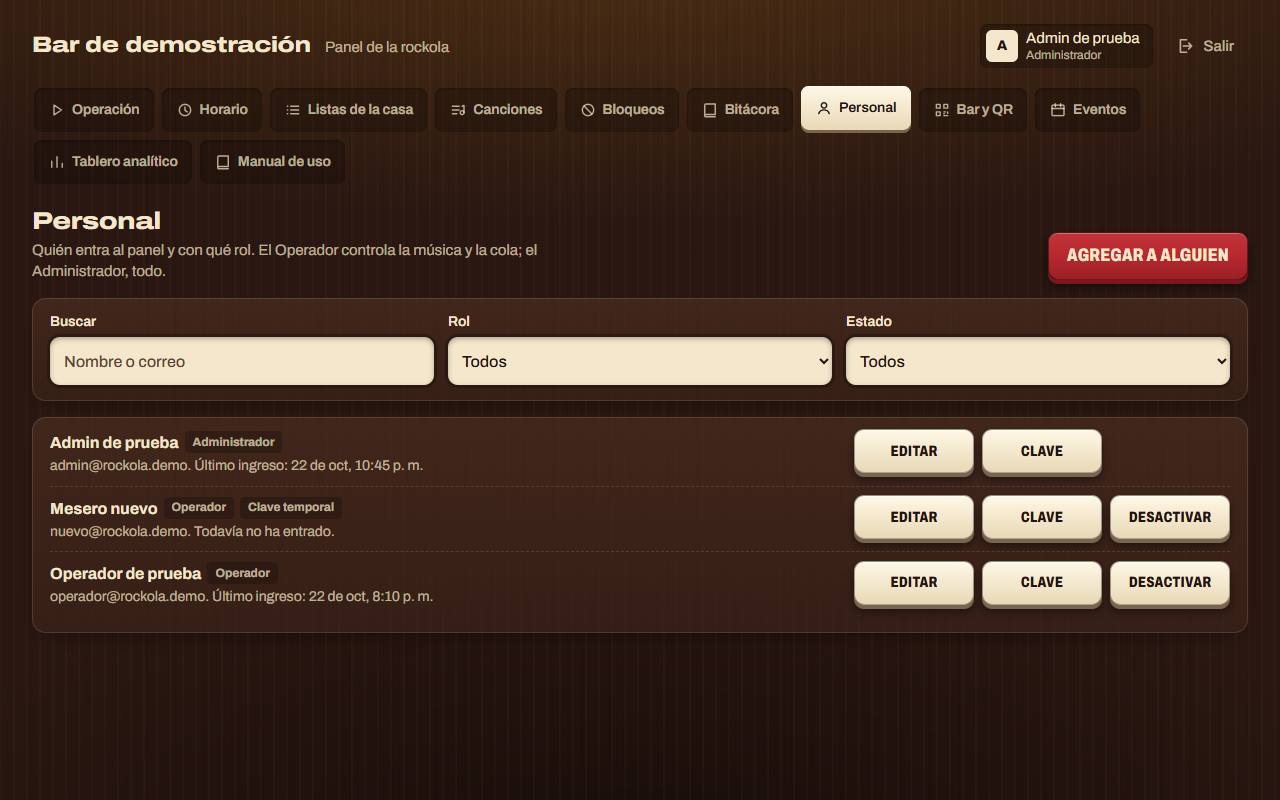 Bar de demostración Panel de la rockola
A Admin de prueba
Administrador
Salir
Operación Horario Listas de la casa Canciones Bloqueos Bitácora Personal Bar y QR Eventos
Tablero analítico Manual de uso
Personal
Quién entra al panel y con qué rol. El Operador controla la música y la cola; el
Administrador, todo.
AGREGAR A ALGUIEN
Buscar Rol Estado
Nombre o correo Todos Todos
Admin de prueba Administrador
admin@rockola.demo. Último ingreso: 22 de oct, 10:45 p. m.
EDITAR CLAVE
Mesero nuevo Operador Clave temporal
nuevo@rockola.demo. Todavía no ha entrado.
EDITAR CLAVE DESACTIVAR
Operador de prueba Operador
operador@rockola.demo. Último ingreso: 22 de oct, 8:10 p. m.
EDITAR CLAVE DESACTIVAR